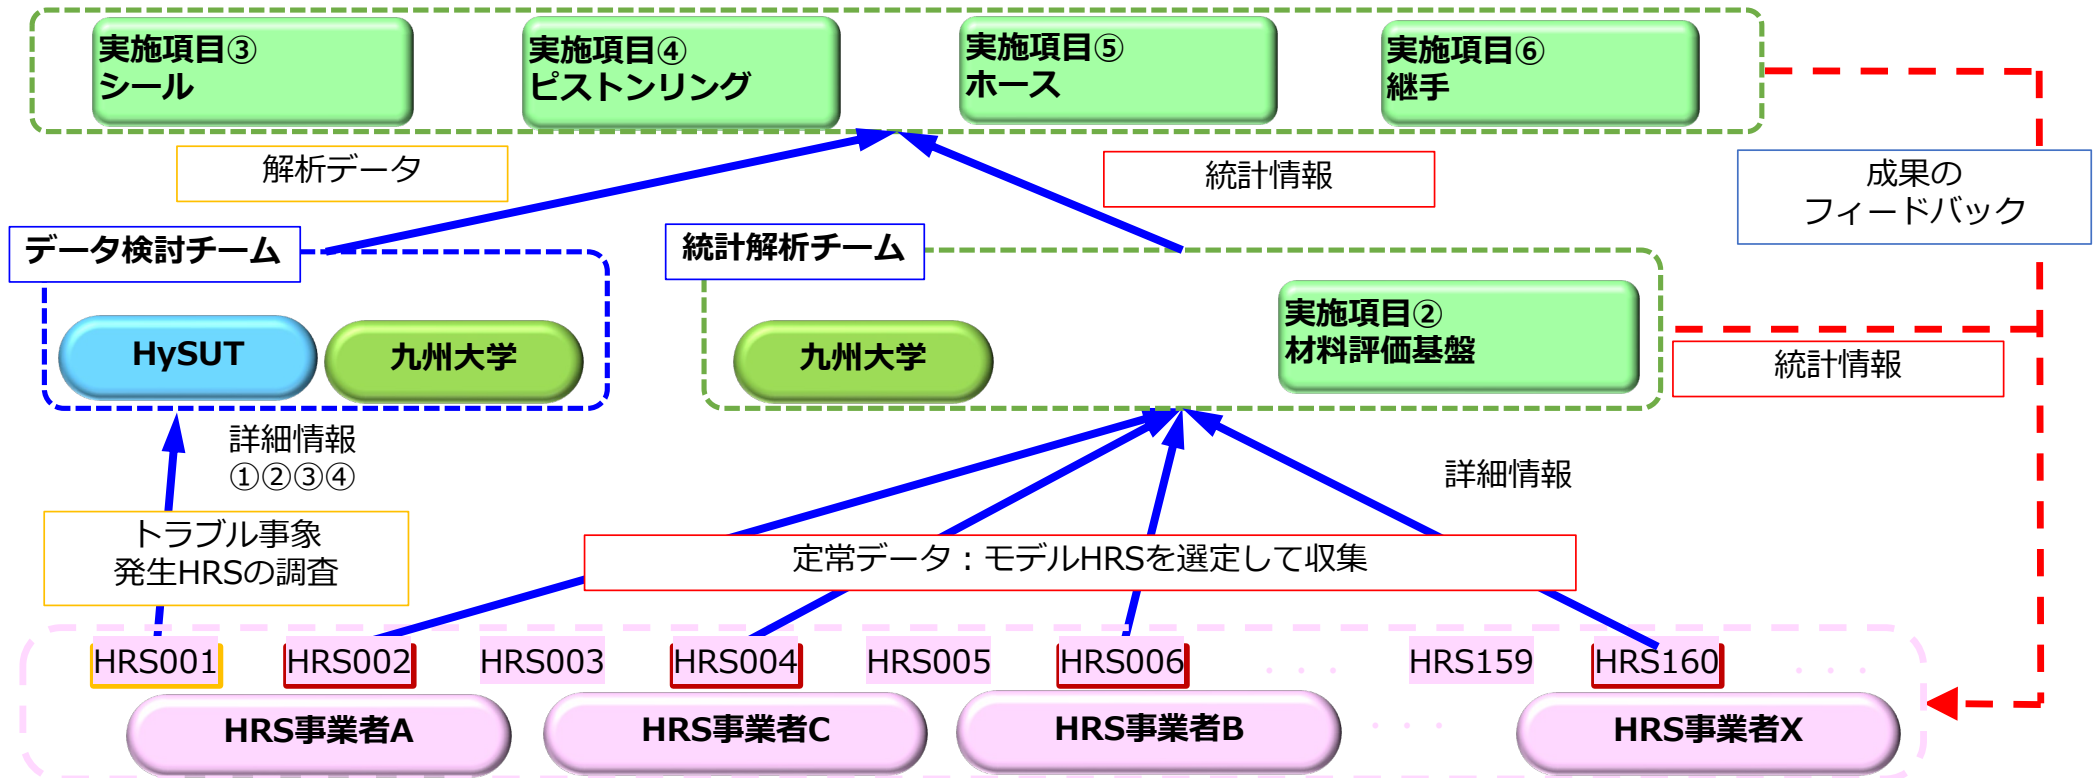 実施項目③
シール
実施項目④
ピストンリング
実施項目⑤
ホース
実施項目⑥
継手
解析データ
統計情報
成果の
フィードバック
データ検討チーム
統計解析チーム
HySUT
九州大学
九州大学
実施項目②
材料評価基盤
統計情報
詳細情報
①②③④
詳細情報
トラブル事象
発生HRSの調査
定常データ：モデルHRSを選定して収集
HRS001
HRS002
HRS003
HRS004
HRS005
HRS006
・・・
HRS159
HRS160
・・・
HRS事業者A
HRS事業者C
HRS事業者B
・・・
HRS事業者X